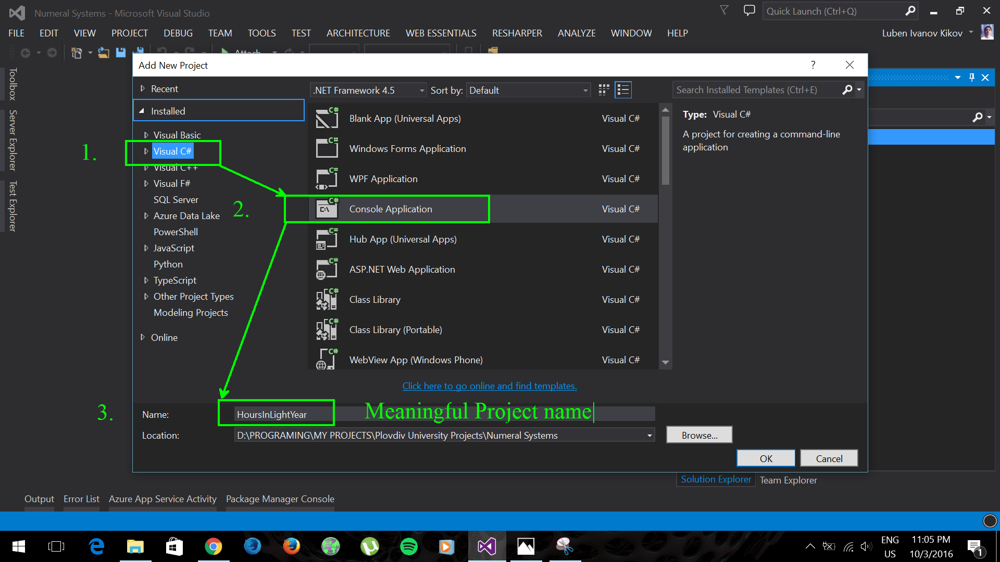 Numeral Systems - Microsoft Visual Studio
Quick Launch (Ctrl+Q)
FILE EDIT VIEW PROJECT DEBUG TEAM TOOLS TEST ARCHITECTURE WEB ESSENTIALS RESHARPER ANALYZE WINDOW HELP
Luben Ivanov Kikov
Attach
Toolbox
Server Explorer
Test Explorer
Add New Project
?
Recent
.NET Framework 4.5
Sort by: Default
Search Installed Templates (Ctrl+E)
Installed
Visual Basic
1.
Visual C#
Visual C++
Visual F#
SQL Server
Azure Data Lake
PowerShell
JavaScript
Python
TypeScript
Other Project Types
Modeling Projects
Online
2.
C# Blank App (Universal Apps) Visual C#
C# Windows Forms Application Visual C#
C# WPF Application Visual C#
C# C:\ Console Application Visual C#
C# Hub App (Universal Apps) Visual C#
C# ASP.NET Web Application Visual C#
C# Class Library Visual C#
C# Class Library (Portable) Visual C#
C# WebView App (Windows Phone) Visual C#
Type: Visual C#
A project for creating a command-line
application
Click here to go online and find templates.
3.
Name: HoursInLightYear
Meaningful Project name
Location: D:\PROGRAMING\MY PROJECTS\Plovdiv University Projects\Numeral Systems
Browse...
OK Cancel
Solution Explorer Team Explorer
Output Error List Azure App Service Activity Package Manager Console
ENG
US
11:05 PM
10/3/2016
1